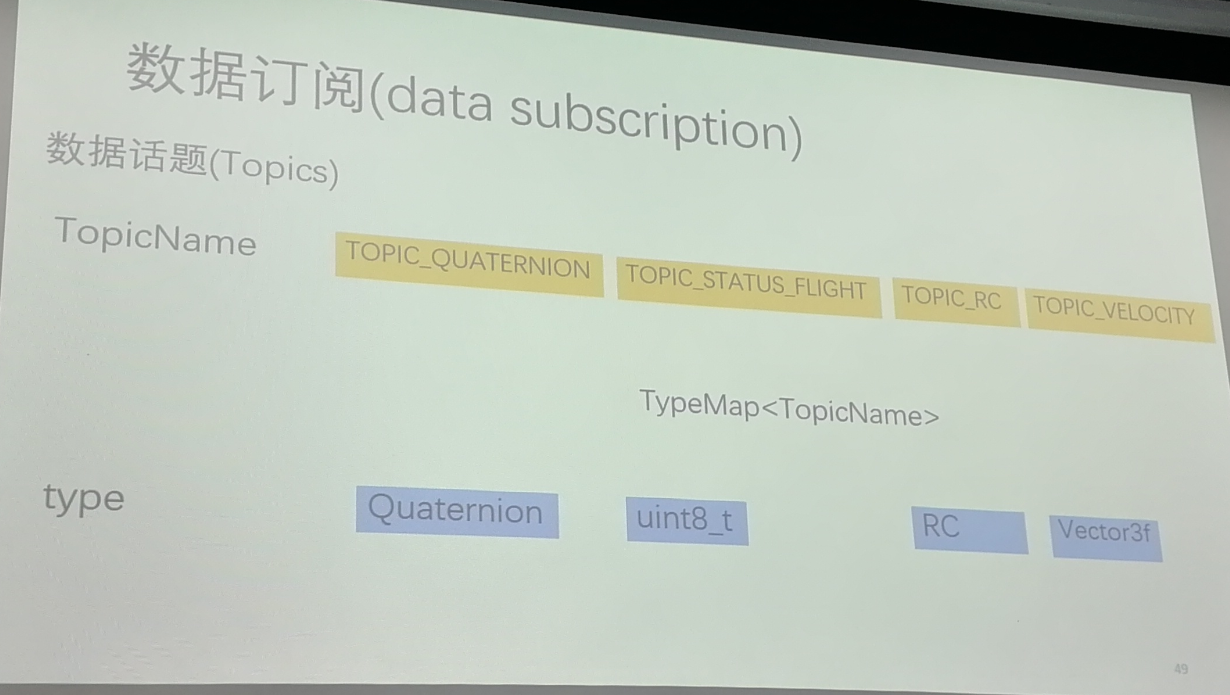 数据订阅(data subscription)
数据话题(Topics)
TopicName
TOPIC_QUATERNION
TOPIC_STATUS_FLIGHT
TOPIC_RC
TOPIC_VELOCITY
TypeMap<TopicName>
type
Quaternion
uint8_t
RC
Vector3f
49